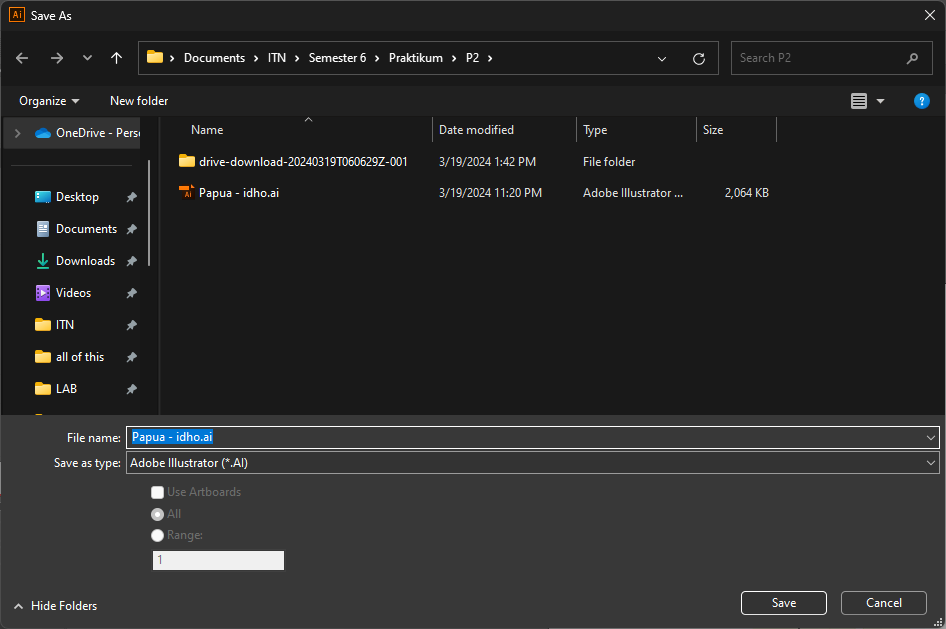 Ai Save As
Documents ITN Semester 6 Praktikum P2
Search P2
Organize New folder
?
OneDrive - Pers
Name Date modified Type Size
drive-download-20240319T060629Z-001 3/19/2024 1:42 PM File folder
Papua - idho.ai 3/19/2024 11:20 PM Adobe Illustrator ... 2,064 KB
Desktop
Documents
Downloads
Videos
ITN
all of this
LAB
File name: Papua - idho.ai
Save as type: Adobe Illustrator (*.AI)
Use Artboards
All
Range:
1
Hide Folders
Save Cancel